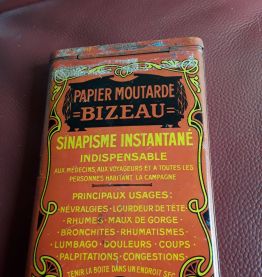 PAPIER MOUTARDE
=BIZEAU=
SINAPISME INSTANTANÉ
INDISPENSABLE
AUX MÉDECINS, AUX VOYAGEURS ET A TOUTES LES
PERSONNES HABITANT LA CAMPAGNE
PRINCIPAUX USAGES:
NÉVRALGIES · LOURDEUR DE TÊTE
· RHUMES · MAUX DE GORGE ·
BRONCHITES · RHUMATISMES ·
LUMBAGO · DOULEURS · COUPS ·
PALPITATIONS · CONGESTIONS
TENIR LA BOITE DANS UN ENDROIT SEC